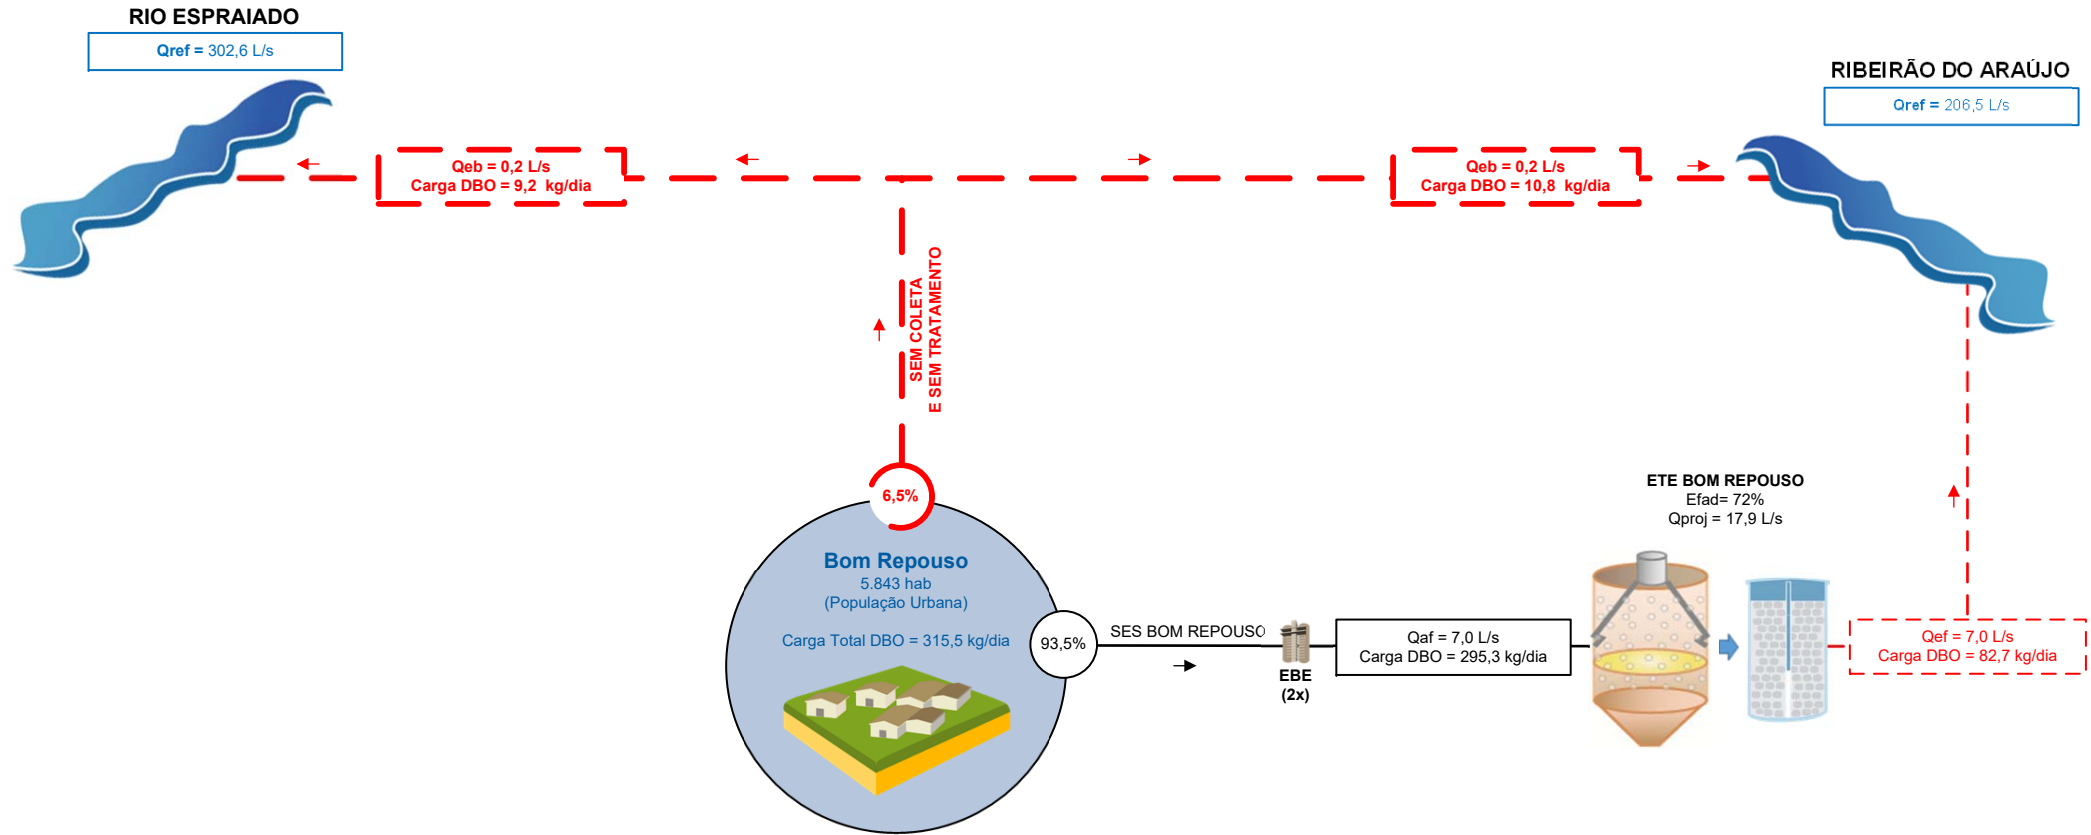 RIO ESPRAIADO
Qref = 302,6 L/s
RIBEIRÃO DO ARAÚJO
Qref = 206,5 L/s
Qeb = 0,2 L/s
Carga DBO = 9,2 kg/dia
Qeb = 0,2 L/s
Carga DBO = 10,8 kg/dia
SEM COLETA
E SEM TRATAMENTO
6,5%
Bom Repouso
5.843 hab
(População Urbana)
Carga Total DBO = 315,5 kg/dia
93,5%
SES BOM REPOUSO
EBE
(2x)
Qaf = 7,0 L/s
Carga DBO = 295,3 kg/dia
ETE BOM REPOUSO
Efad= 72%
Qproj = 17,9 L/s
Qef = 7,0 L/s
Carga DBO = 82,7 kg/dia